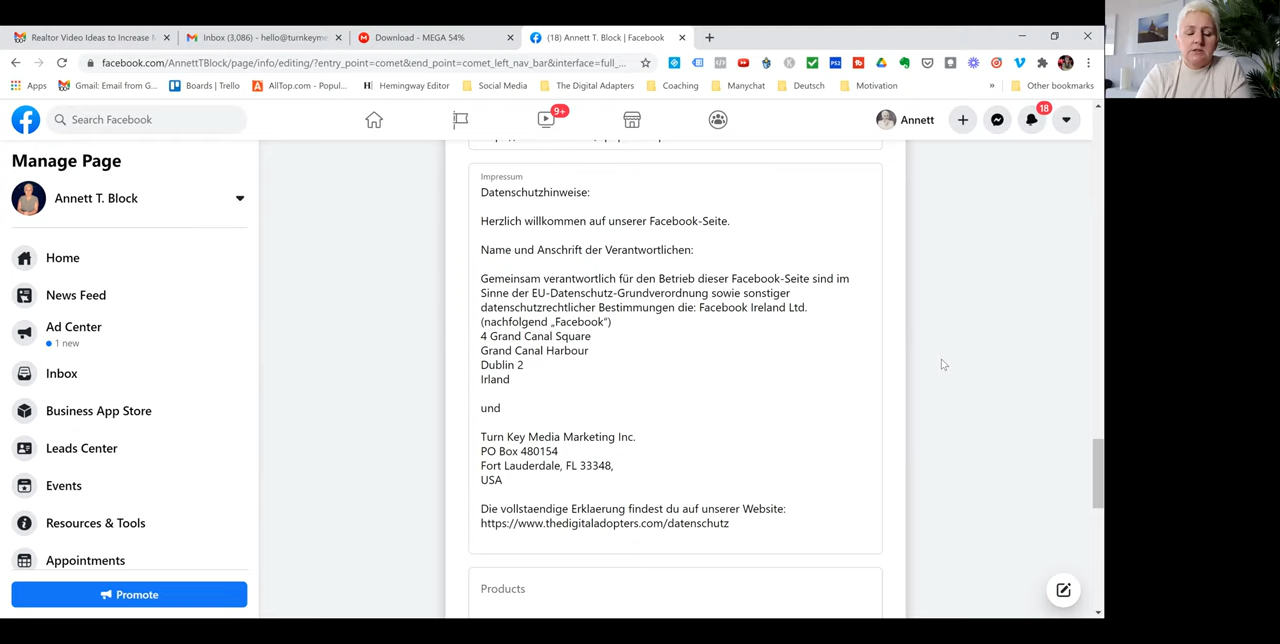 Realtor Video Ideas to Increase
Inbox (3,086) - hello@turnkeyme
Download - MEGA 54%
(18) Annett T. Block | Facebook
facebook.com/AnnettTBlock/page/info/editing/?entry_point=comet&end_point=comet_left_nav_bar&interface=full_...
Apps
Gmail: Email from G...
Boards | Trello
AllTop.com - Popul...
Hemingway Editor
Social Media
The Digital Adapters
Coaching
Manychat
Deutsch
Motivation
»
Other bookmarks
Search Facebook
9+
Annett
18
Manage Page
Annett T. Block
Home
News Feed
Ad Center
1 new
Inbox
Business App Store
Leads Center
Events
Resources & Tools
Appointments
Promote
Impressum
Datenschutzhinweise:
Herzlich willkommen auf unserer Facebook-Seite.
Name und Anschrift der Verantwortlichen:
Gemeinsam verantwortlich für den Betrieb dieser Facebook-Seite sind im
Sinne der EU-Datenschutz-Grundverordnung sowie sonstiger
datenschutzrechtlicher Bestimmungen die: Facebook Ireland Ltd.
(nachfolgend „Facebook“)
4 Grand Canal Square
Grand Canal Harbour
Dublin 2
Irland
und
Turn Key Media Marketing Inc.
PO Box 480154
Fort Lauderdale, FL 33348,
USA
Die vollstaendige Erklaerung findest du auf unserer Website:
https://www.thedigitaladopters.com/datenschutz
Products